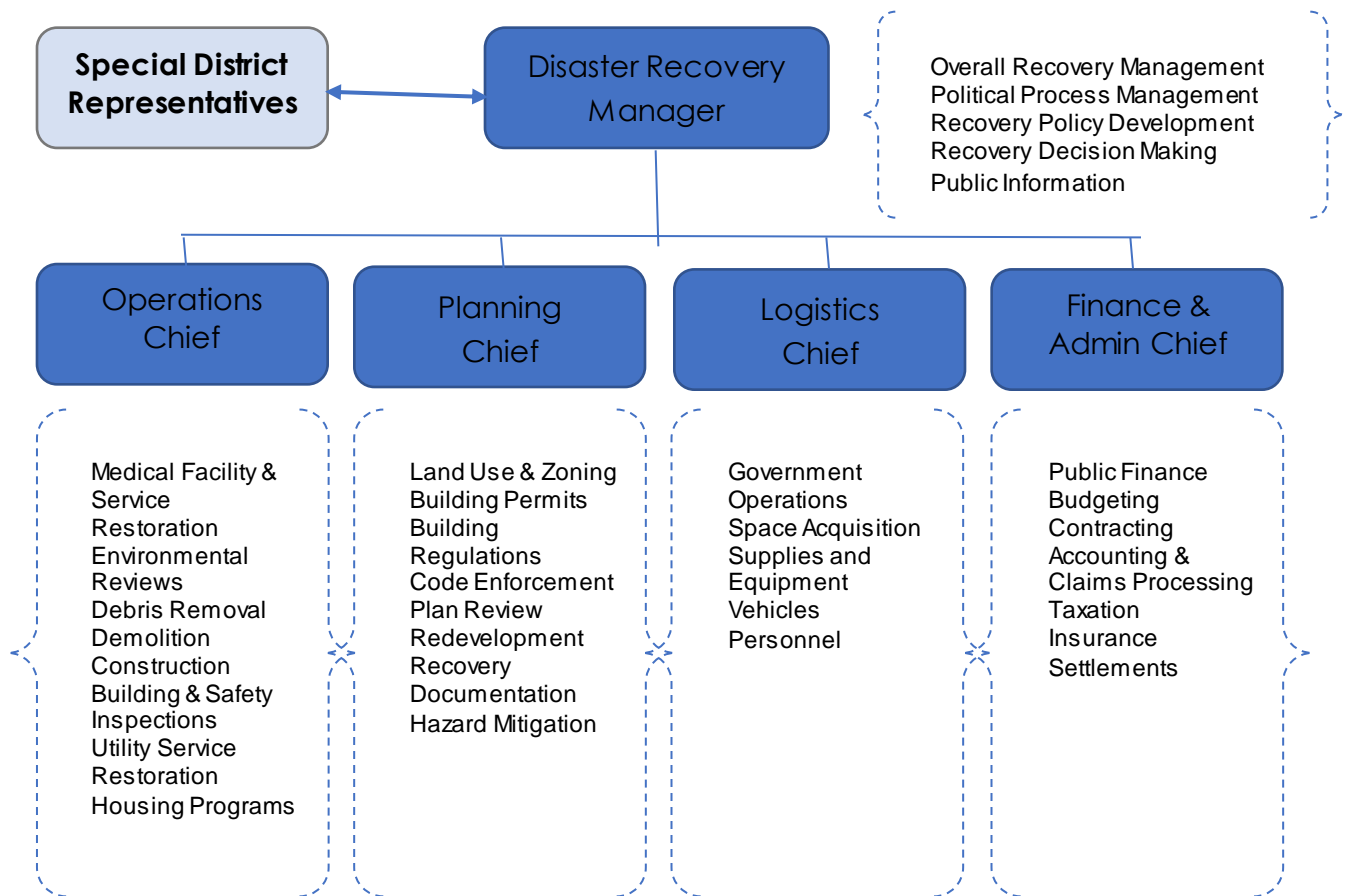 Special District
Representatives
Disaster Recovery
Manager
Overall Recovery Management
Political Process Management
Recovery Policy Development
Recovery Decision Making
Public Information
Operations
Chief
Planning
Chief
Logistics
Chief
Finance &
Admin Chief
Medical Facility &
Service
Restoration
Environmental
Reviews
Debris Removal
Demolition
Construction
Building & Safety
Inspections
Utility Service
Restoration
Housing Programs
Land Use & Zoning
Building Permits
Building
Regulations
Code Enforcement
Plan Review
Redevelopment
Recovery
Documentation
Hazard Mitigation
Government
Operations
Space Acquisition
Supplies and
Equipment
Vehicles
Personnel
Public Finance
Budgeting
Contracting
Accounting &
Claims Processing
Taxation
Insurance
Settlements